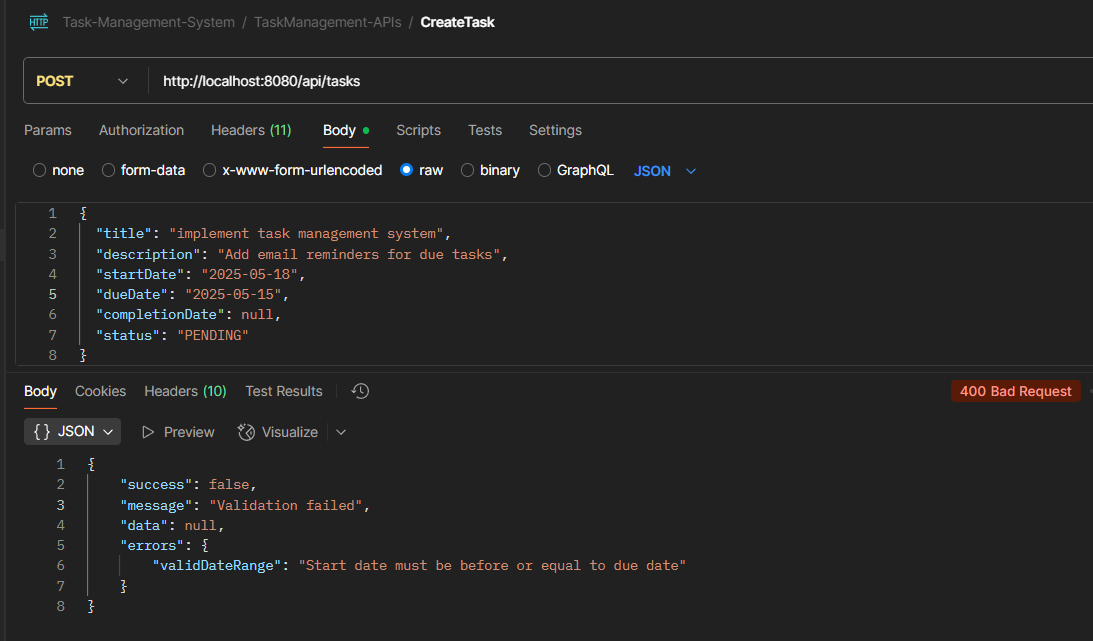 HTTP Task-Management-System / TaskManagement-APIs / CreateTask
POST http://localhost:8080/api/tasks
Params Authorization Headers (11) Body Scripts Tests Settings
none form-data x-www-form-urlencoded raw binary GraphQL JSON
1 {
2 "title": "implement task management system",
3 "description": "Add email reminders for due tasks",
4 "startDate": "2025-05-18",
5 "dueDate": "2025-05-15",
6 "completionDate": null,
7 "status": "PENDING"
8 }
Body Cookies Headers (10) Test Results 400 Bad Request
{} JSON Preview Visualize
1 {
2 "success": false,
3 "message": "Validation failed",
4 "data": null,
5 "errors": {
6 "validDateRange": "Start date must be before or equal to due date"
7 }
8 }